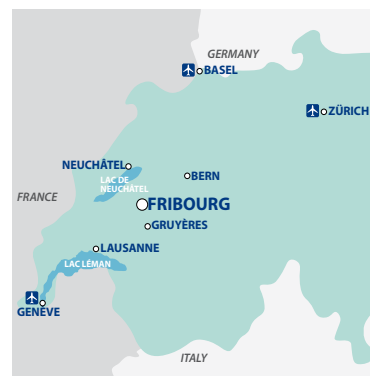 GERMANY
BASEL
ZÜRICH
NEUCHÂTEL
BERN
LAC DE
NEUCHÂTEL
FRANCE
FRIBOURG
GRUYÈRES
LAUSANNE
LAC LÉMAN
GENÈVE
ITALY